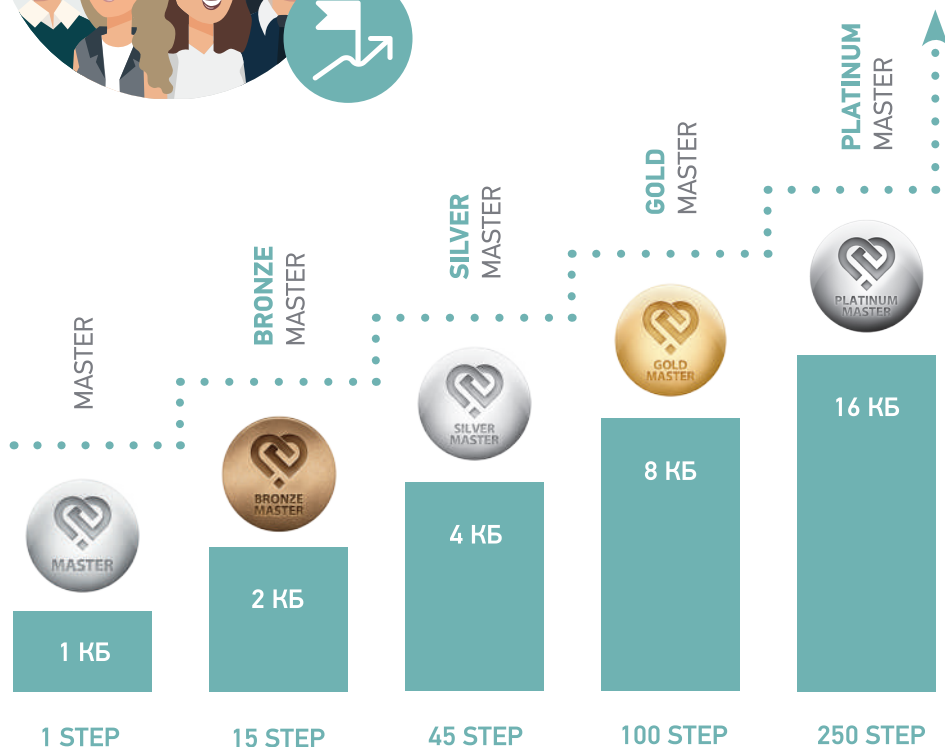 PLATINUM
MASTER
GOLD
MASTER
SILVER
MASTER
BRONZE
MASTER
MASTER
PLATINUM
MASTER
GOLD
MASTER
SILVER
MASTER
BRONZE
MASTER
MASTER
16 КБ
8 КБ
4 КБ
2 КБ
1 КБ
1 STEP
15 STEP
45 STEP
100 STEP
250 STEP